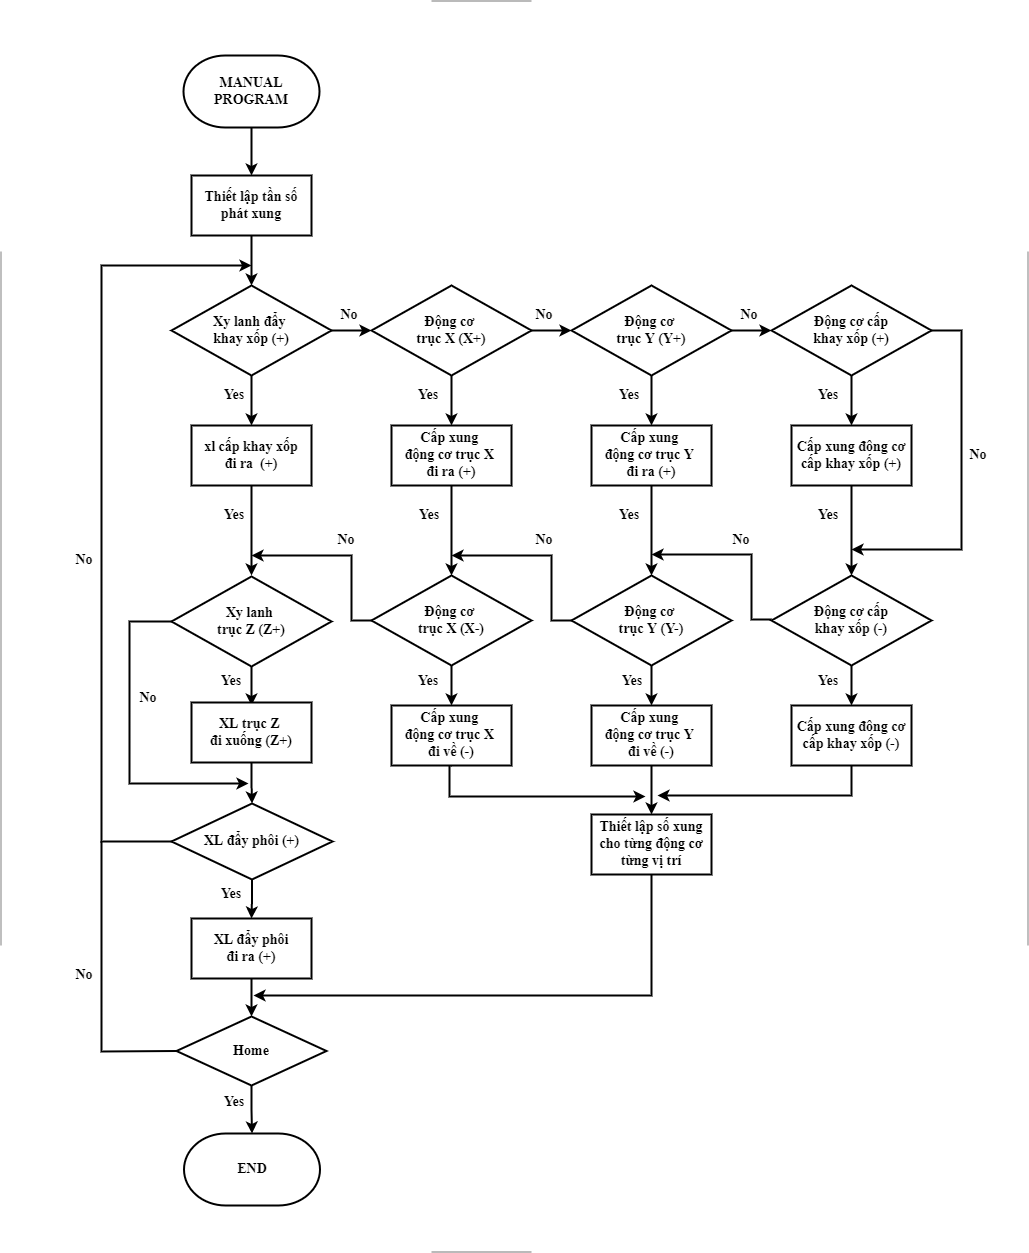 MANUAL
PROGRAM
Thiết lập tần số
phát xung
Xy lanh đẩy
khay xốp (+)
No
Động cơ
trục X (X+)
No
Động cơ
trục Y (Y+)
No
Động cơ cấp
khay xốp (+)
Yes
Yes
Yes
Yes
xl cấp khay xốp
đi ra (+)
Cấp xung
động cơ trục X
đi ra (+)
Cấp xung
động cơ trục Y
đi ra (+)
Cấp xung đông cơ
cấp khay xốp (+)
No
Yes
Yes
Yes
Yes
No
No
No
No
Xy lanh
trục Z (Z+)
Động cơ
trục X (X-)
Động cơ
trục Y (Y-)
Động cơ cấp
khay xốp (-)
Yes
Yes
Yes
Yes
No
XL trục Z
đi xuống (Z+)
Cấp xung
động cơ trục X
đi về (-)
Cấp xung
động cơ trục Y
đi về (-)
Cấp xung đông cơ
cấp khay xốp (-)
XL đẩy phôi (+)
Thiết lập số xung
cho từng động cơ
từng vị trí
Yes
XL đẩy phôi
đi ra (+)
No
Home
Yes
END